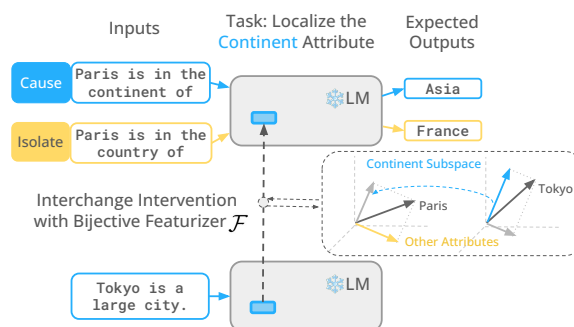 Inputs
Task: Localize the
Continent Attribute
Expected
Outputs
Cause
Paris is in the
continent of
LM
Asia
Isolate
Paris is in the
country of
France
Continent Subspace
Paris
Tokyo
Other Attributes
Interchange Intervention
with Bijective Featurizer F
Tokyo is a
large city.
LM